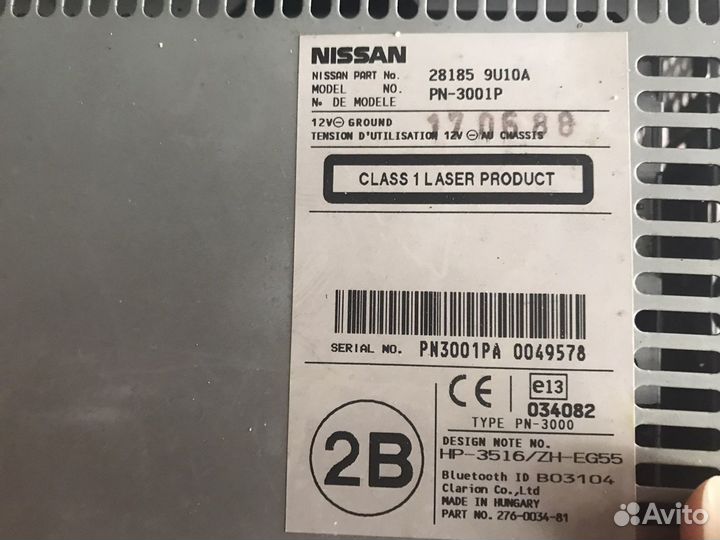 NISSAN
NISSAN PART No. 28185 9U10A
MODEL NO. PN-3001P
No DE MODELE
12V⊖ GROUND 170688
TENSION D'UTILISATION 12V ⊖ AU CHASSIS
CLASS 1 LASER PRODUCT
SERIAL NO. PN3001PA 0049578
CE e13
034082
TYPE PN-3000
2B
DESIGN NOTE NO.
HP-3516/ZH-EG55
Bluetooth ID B03104
Clarion Co.,Ltd
MADE IN HUNGARY
PART NO. 276-0034-81
Avito